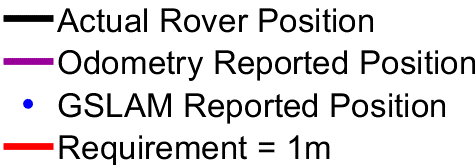 Actual Rover Position
Odometry Reported Position
GSLAM Reported Position
Requirement = 1m